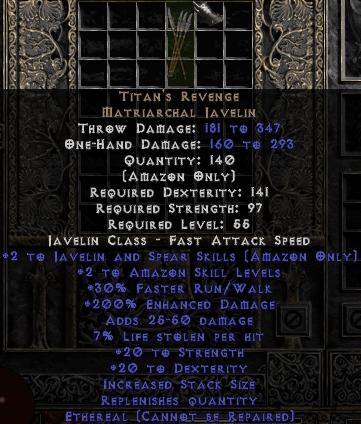 Titan's Revenge
Matriarchal Javelin
Throw Damage: 181 to 347
One-Hand Damage: 160 to 293
Quantity: 140
(Amazon Only)
Required Dexterity: 141
Required Strength: 97
Required Level: 55
Javelin Class - Fast Attack Speed
+2 to Javelin and Spear Skills (Amazon Only)
+2 to Amazon Skill Levels
+30% Faster Run/Walk
+200% Enhanced Damage
Adds 25-50 damage
7% Life stolen per hit
+20 to Strength
+20 to Dexterity
Increased Stack Size
Replenishes quantity
Ethereal (Cannot be Repaired)